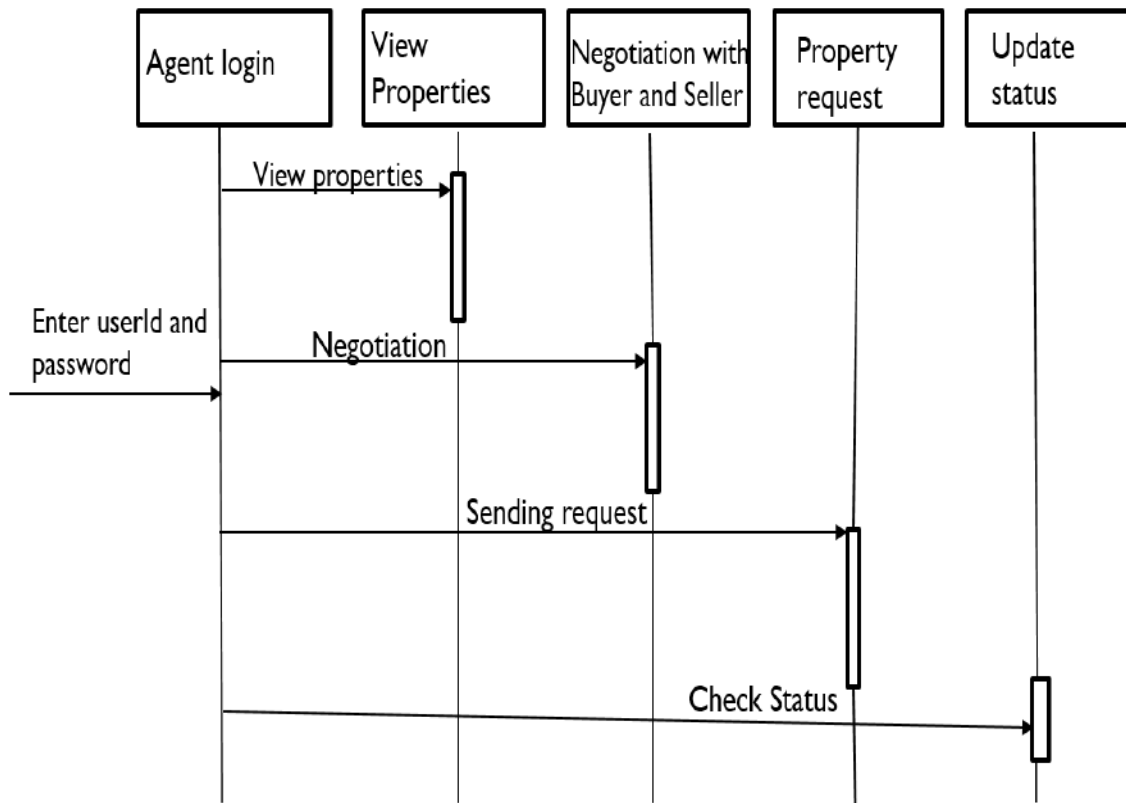 Agent login
View
Properties
Negotiation with
Buyer and Seller
Property
request
Update
status
View properties
Enter userId and
password
Negotiation
Sending request
Check Status